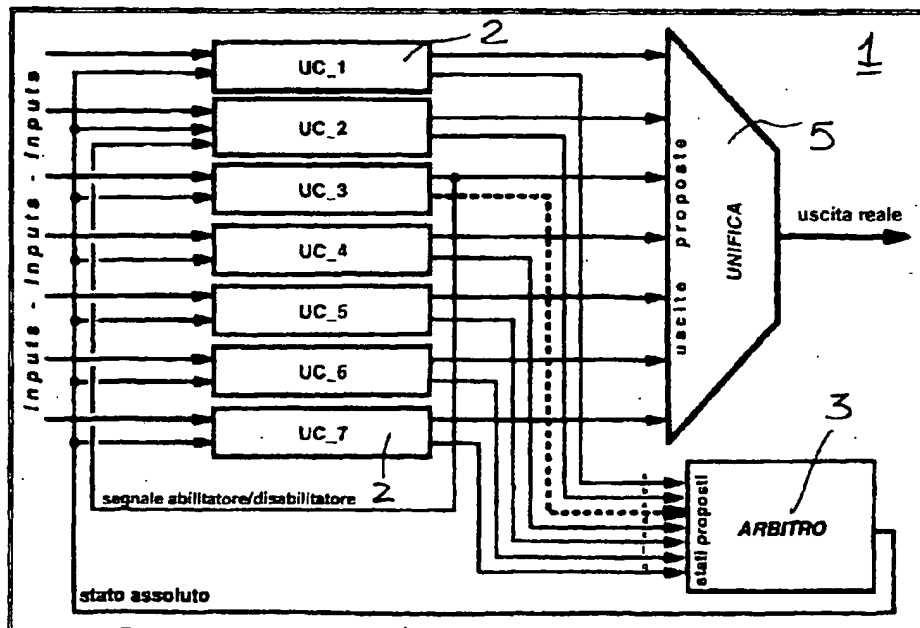 Inputs - Inputs - Inputs
UC_1
2
UC_2
UC_3
UC_4
UC_5
UC_6
UC_7
2
segnale abilitatore/disabilitatore
stato assoluto
uscite proposte
UNIFICA
5
1
uscita reale
stati proposti
ARBITRO
3